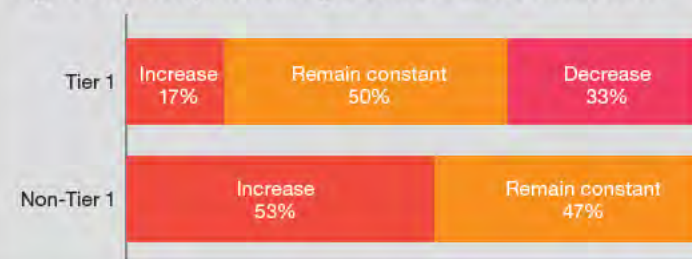 Tier 1
Increase
17%
Remain constant
50%
Decrease
33%
Non-Tier 1
Increase
53%
Remain constant
47%